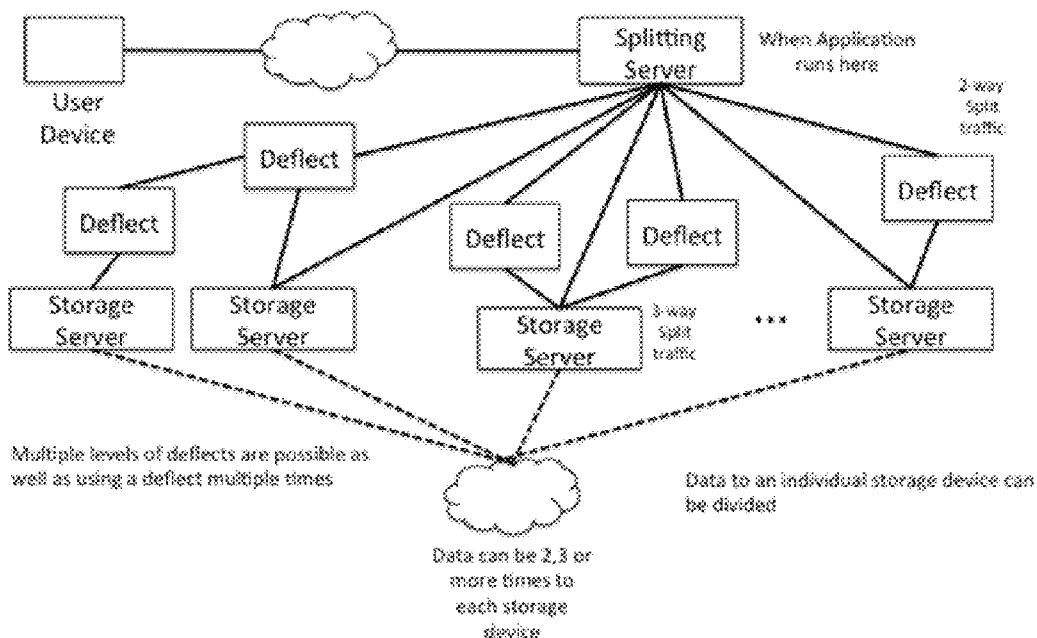 Splitting
Server
When Application
runs here
User
Device
2-way
Split
traffic
Deflect
Deflect
Deflect
Deflect
Deflect
Storage
Server
Storage
Server
Storage
Server
3-way
Split
traffic
...
Storage
Server
Multiple levels of deflects are possible as
well as using a deflect multiple times
Data to an individual storage device can
be divided
Data can be 2,3 or
more times to
each storage
device